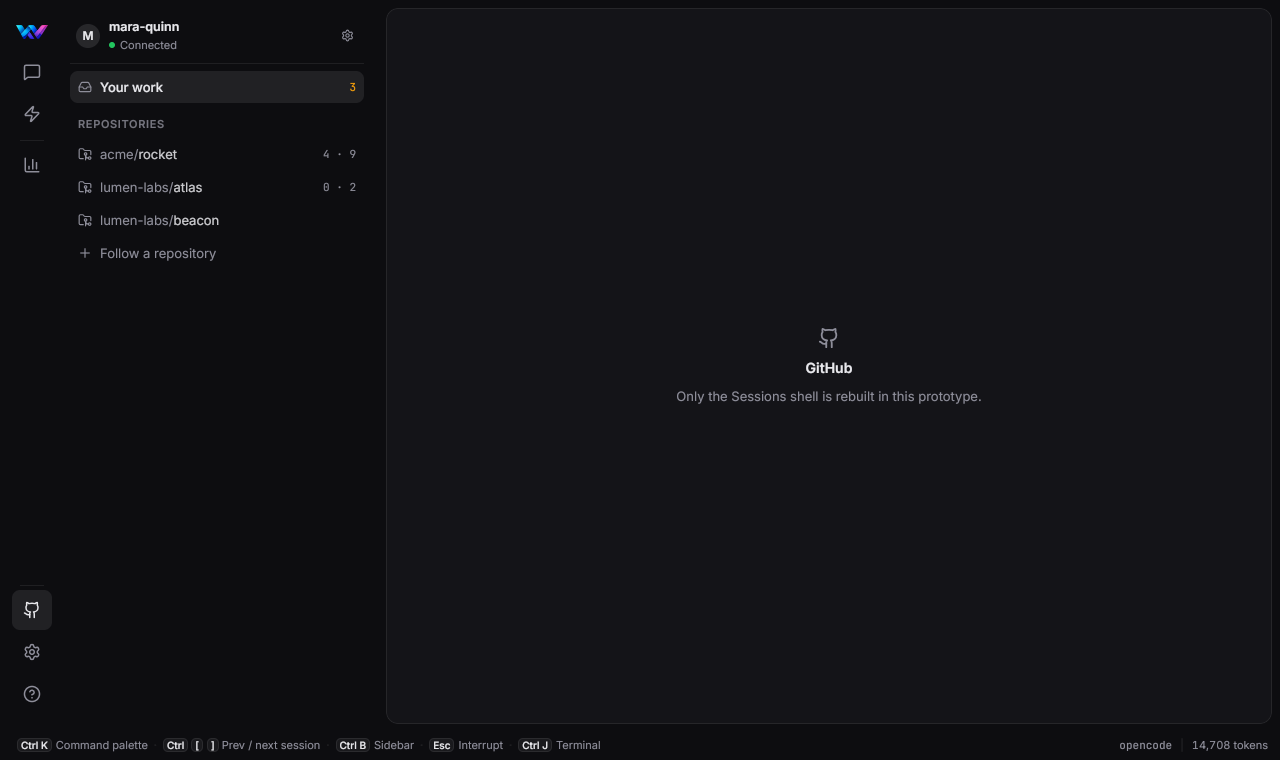 M
mara-quinn
Connected
Your work 3
REPOSITORIES
acme/rocket 4 · 9
lumen-labs/atlas 0 · 2
lumen-labs/beacon
Follow a repository
GitHub
Only the Sessions shell is rebuilt in this prototype.
Ctrl K Command palette · Ctrl [ ] Prev / next session · Ctrl B Sidebar · Esc Interrupt · Ctrl J Terminal
opencode 14,708 tokens